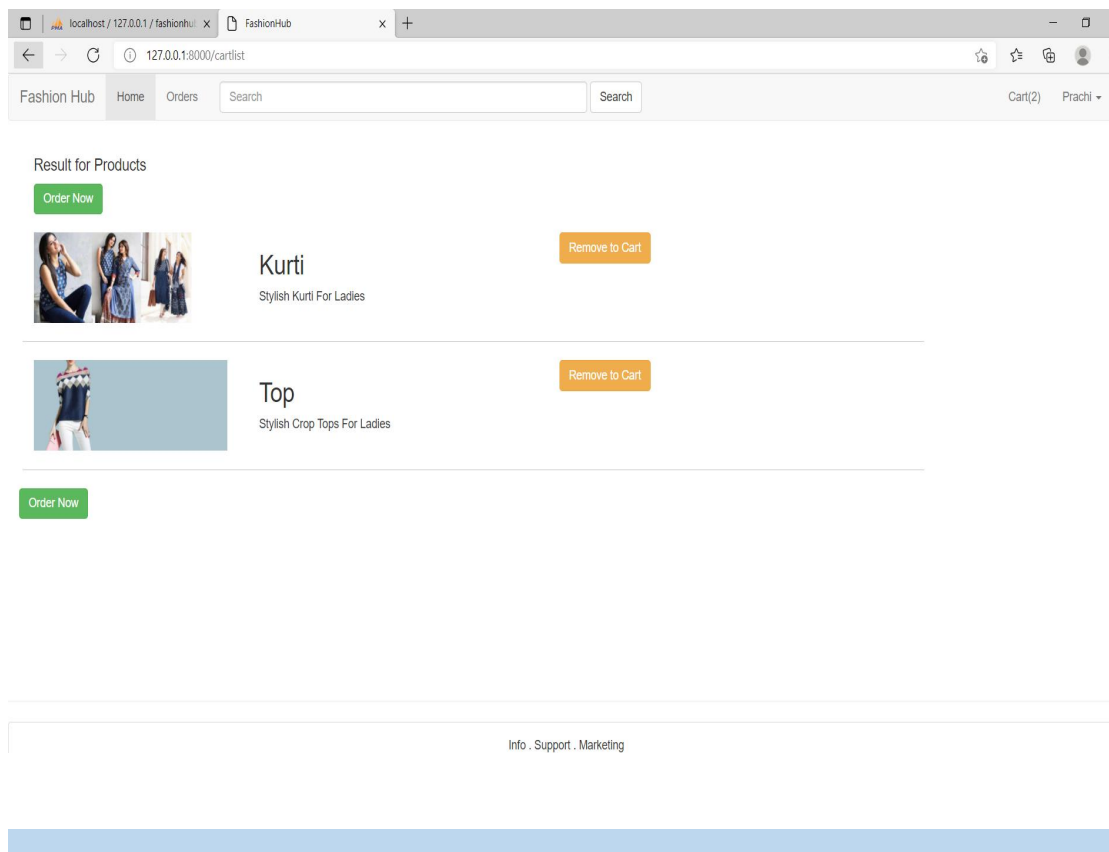 localhost / 127.0.0.1 / fashionhu
FashionHub
127.0.0.1:8000/cartlist
Fashion Hub Home Orders Search Search Cart(2) Prachi
Result for Products
Order Now
Kurti
Remove to Cart
Stylish Kurti For Ladies
Top
Remove to Cart
Stylish Crop Tops For Ladies
Order Now
Info . Support . Marketing